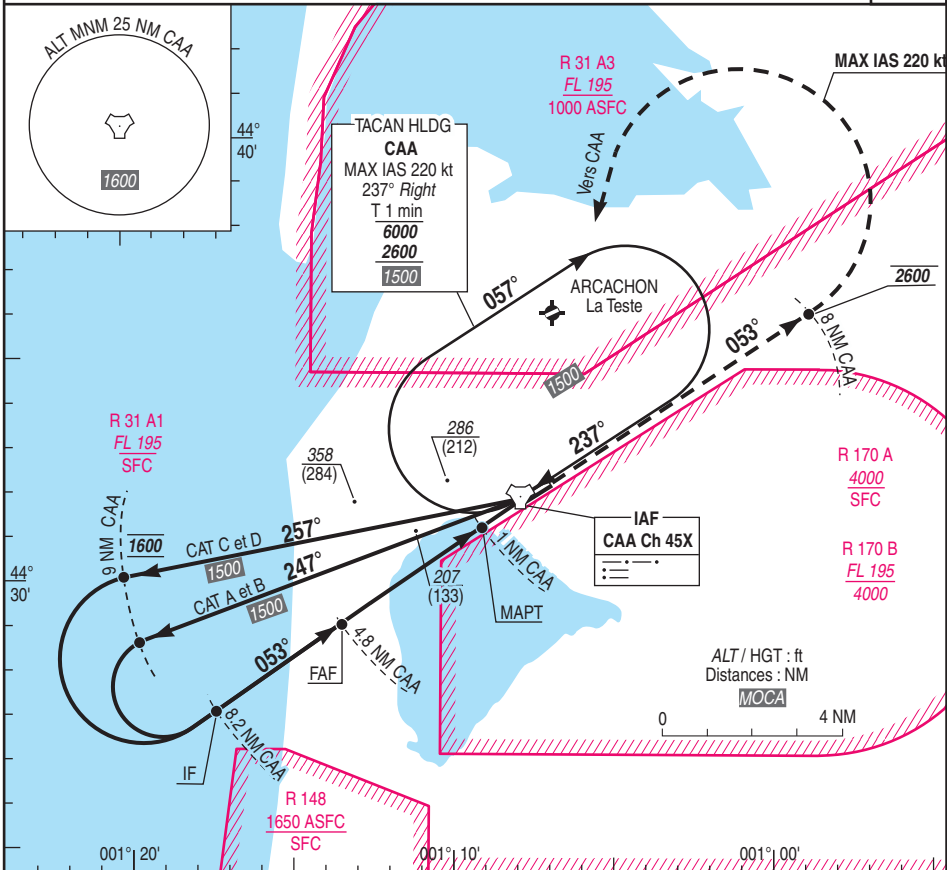 ALT MNM 25 NM CAA
1600
44°
40'
TACAN HLDG
CAA
MAX IAS 220 kt
237° Right
T 1 min
6000
2600
1500
R 31 A3
FL 195
1000 ASFC
MAX IAS 220 kt
Vers CAA
057°
ARCACHON
La Teste
2600
053°
8 NM CAA
1500
237°
R 31 A1
FL 195
SFC
286
(212)
358
(284)
R 170 A
4000
SFC
R 170 B
FL 195
4000
9 NM CAA
1600
CAT C et D
257°
1500
CAT A et B
247°
1500
IAF
CAA Ch 45X
1 NM CAA
207
(133)
MAPT
44°
30'
053°
FAF
4.8 NM CAA
IF
8.2 NM CAA
ALT / HGT : ft
Distances : NM
MOCA
0 4 NM
R 148
1650 ASFC
SFC
001° 20'
001° 10'
001° 00'